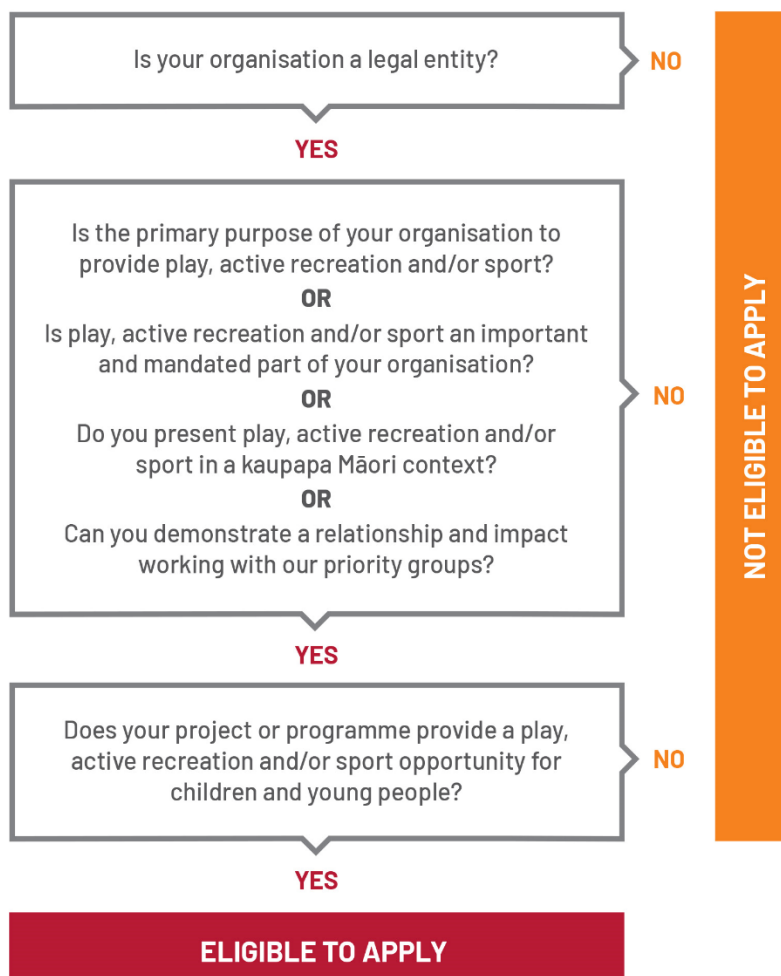 Is your organisation a legal entity?
NO
YES
Is the primary purpose of your organisation to
provide play, active recreation and/or sport?
OR
Is play, active recreation and/or sport an important
and mandated part of your organisation?
OR
Do you present play, active recreation and/or
sport in a kaupapa Māori context?
OR
Can you demonstrate a relationship and impact
working with our priority groups?
NO
YES
Does your project or programme provide a play,
active recreation and/or sport opportunity for
children and young people?
NO
YES
ELIGIBLE TO APPLY
NOT ELIGIBLE TO APPLY